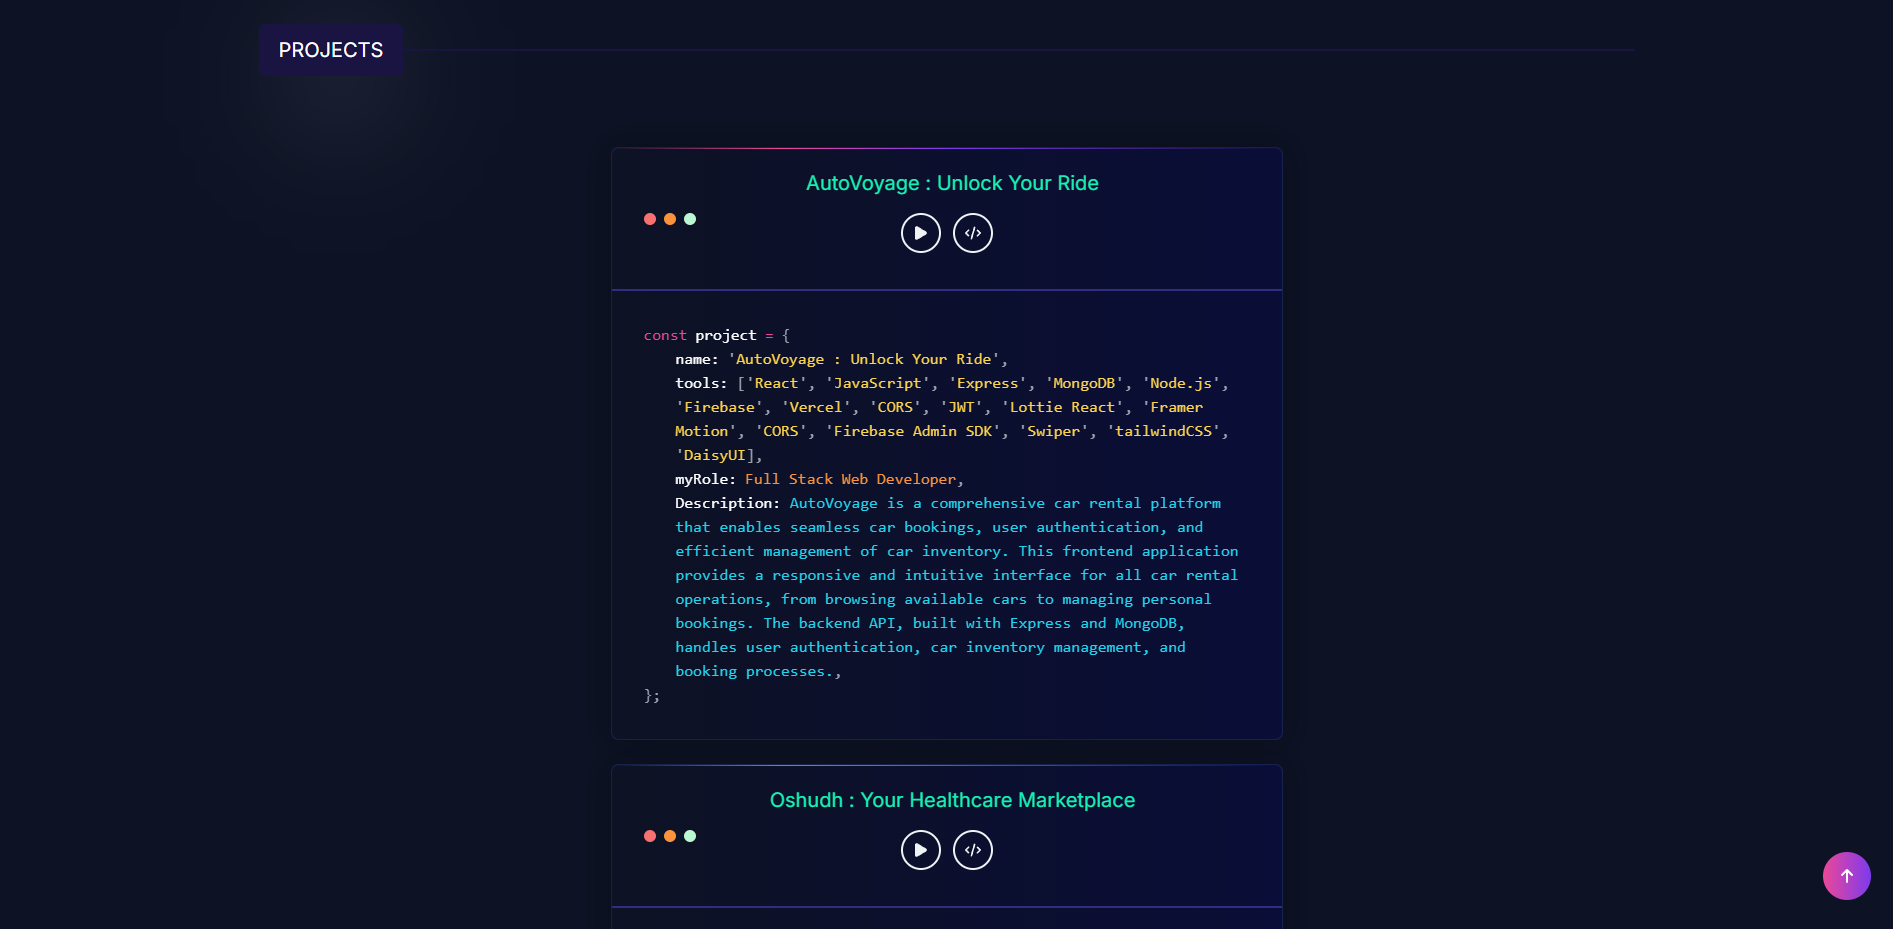 PROJECTS
AutoVoyage : Unlock Your Ride
</>
const project = {
name: 'AutoVoyage : Unlock Your Ride',
tools: ['React', 'JavaScript', 'Express', 'MongoDB', 'Node.js',
'Firebase', 'Vercel', 'CORS', 'JWT', 'Lottie React', 'Framer
Motion', 'CORS', 'Firebase Admin SDK', 'Swiper', 'tailwindCSS',
'DaisyUI],
myRole: Full Stack Web Developer,
Description: AutoVoyage is a comprehensive car rental platform
that enables seamless car bookings, user authentication, and
efficient management of car inventory. This frontend application
provides a responsive and intuitive interface for all car rental
operations, from browsing available cars to managing personal
bookings. The backend API, built with Express and MongoDB,
handles user authentication, car inventory management, and
booking processes.,
};
Oshudh : Your Healthcare Marketplace
</>